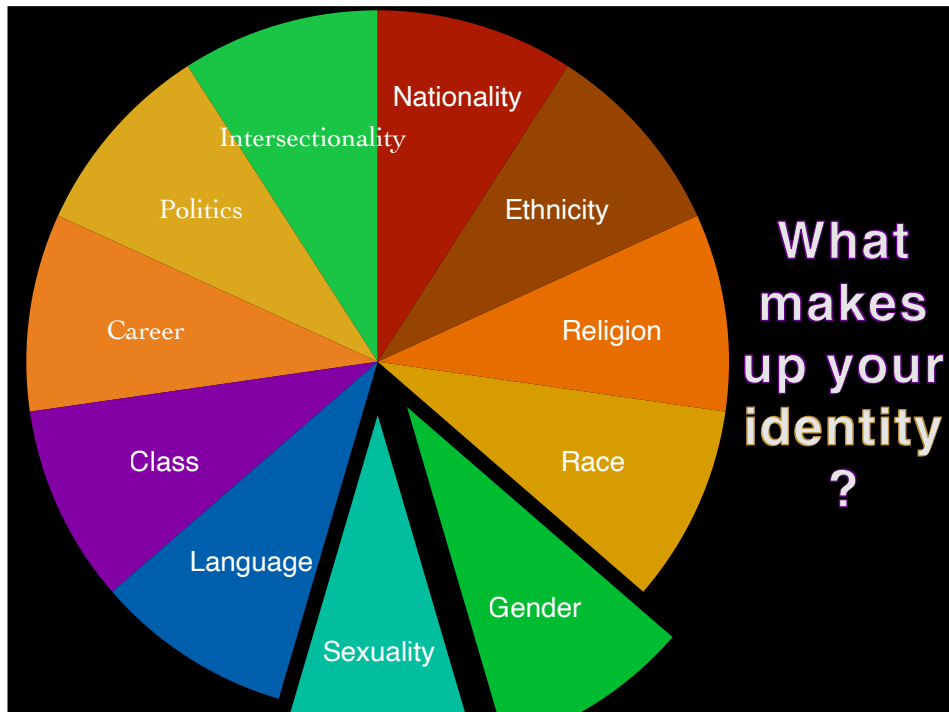 Nationality
Intersectionality
Ethnicity
Politics
Religion
Career
Race
Class
Language
Gender
Sexuality
What
makes
up your
identity
?